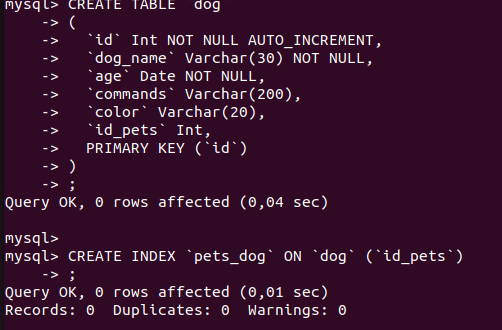 mysql> CREATE TABLE `dog`
    -> (
    ->   `id` Int NOT NULL AUTO_INCREMENT,
    ->   `dog_name` Varchar(30) NOT NULL,
    ->   `age` Date NOT NULL,
    ->   `commands` Varchar(200),
    ->   `color` Varchar(20),
    ->   `id_pets` Int,
    ->   PRIMARY KEY (`id`)
    -> )
    -> ;
Query OK, 0 rows affected (0,04 sec)
mysql>
mysql> CREATE INDEX `pets_dog` ON `dog` (`id_pets`)
    -> ;
Query OK, 0 rows affected (0,01 sec)
Records: 0  Duplicates: 0  Warnings: 0